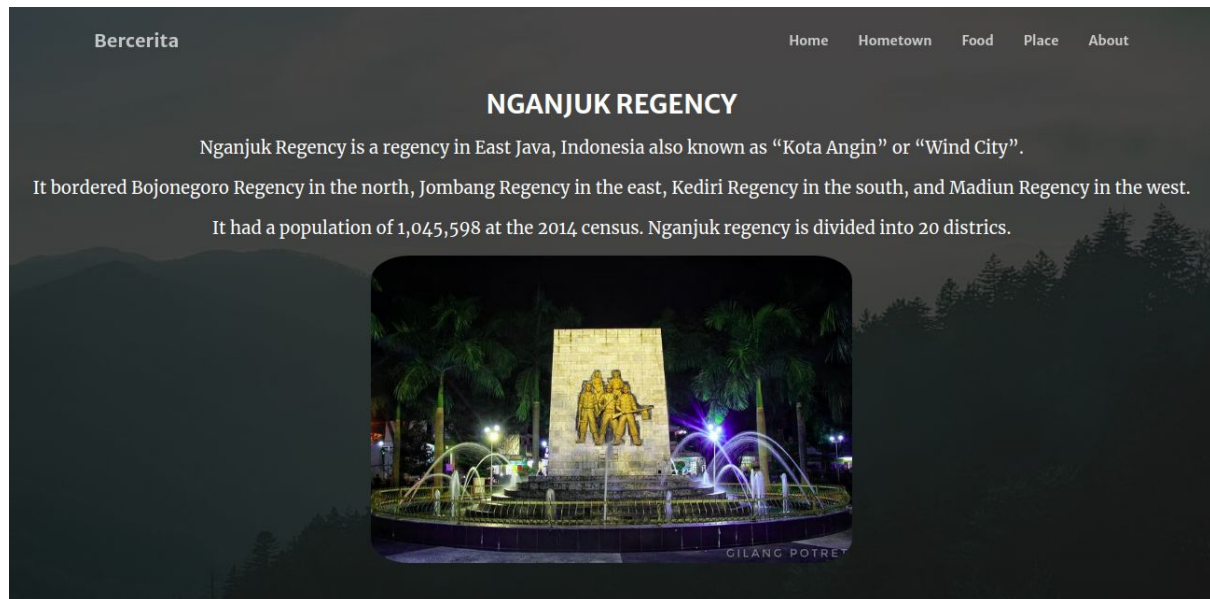 Bercerita
Home Hometown Food Place About
NGANJUK REGENCY
Nganjuk Regency is a regency in East Java, Indonesia also known as “Kota Angin” or “Wind City”.
It bordered Bojonegoro Regency in the north, Jombang Regency in the east, Kediri Regency in the south, and Madiun Regency in the west.
It had a population of 1,045,598 at the 2014 census. Nganjuk regency is divided into 20 districs.
GILANG POTRET